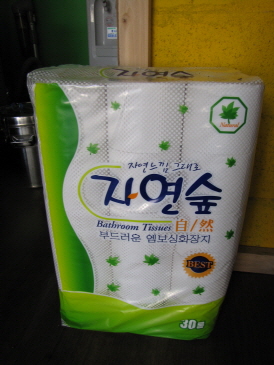 자연느낌 그대로
자연숲
Bathroom Tissues 自/然
부드러운 엠보싱화장지
BEST
30롤